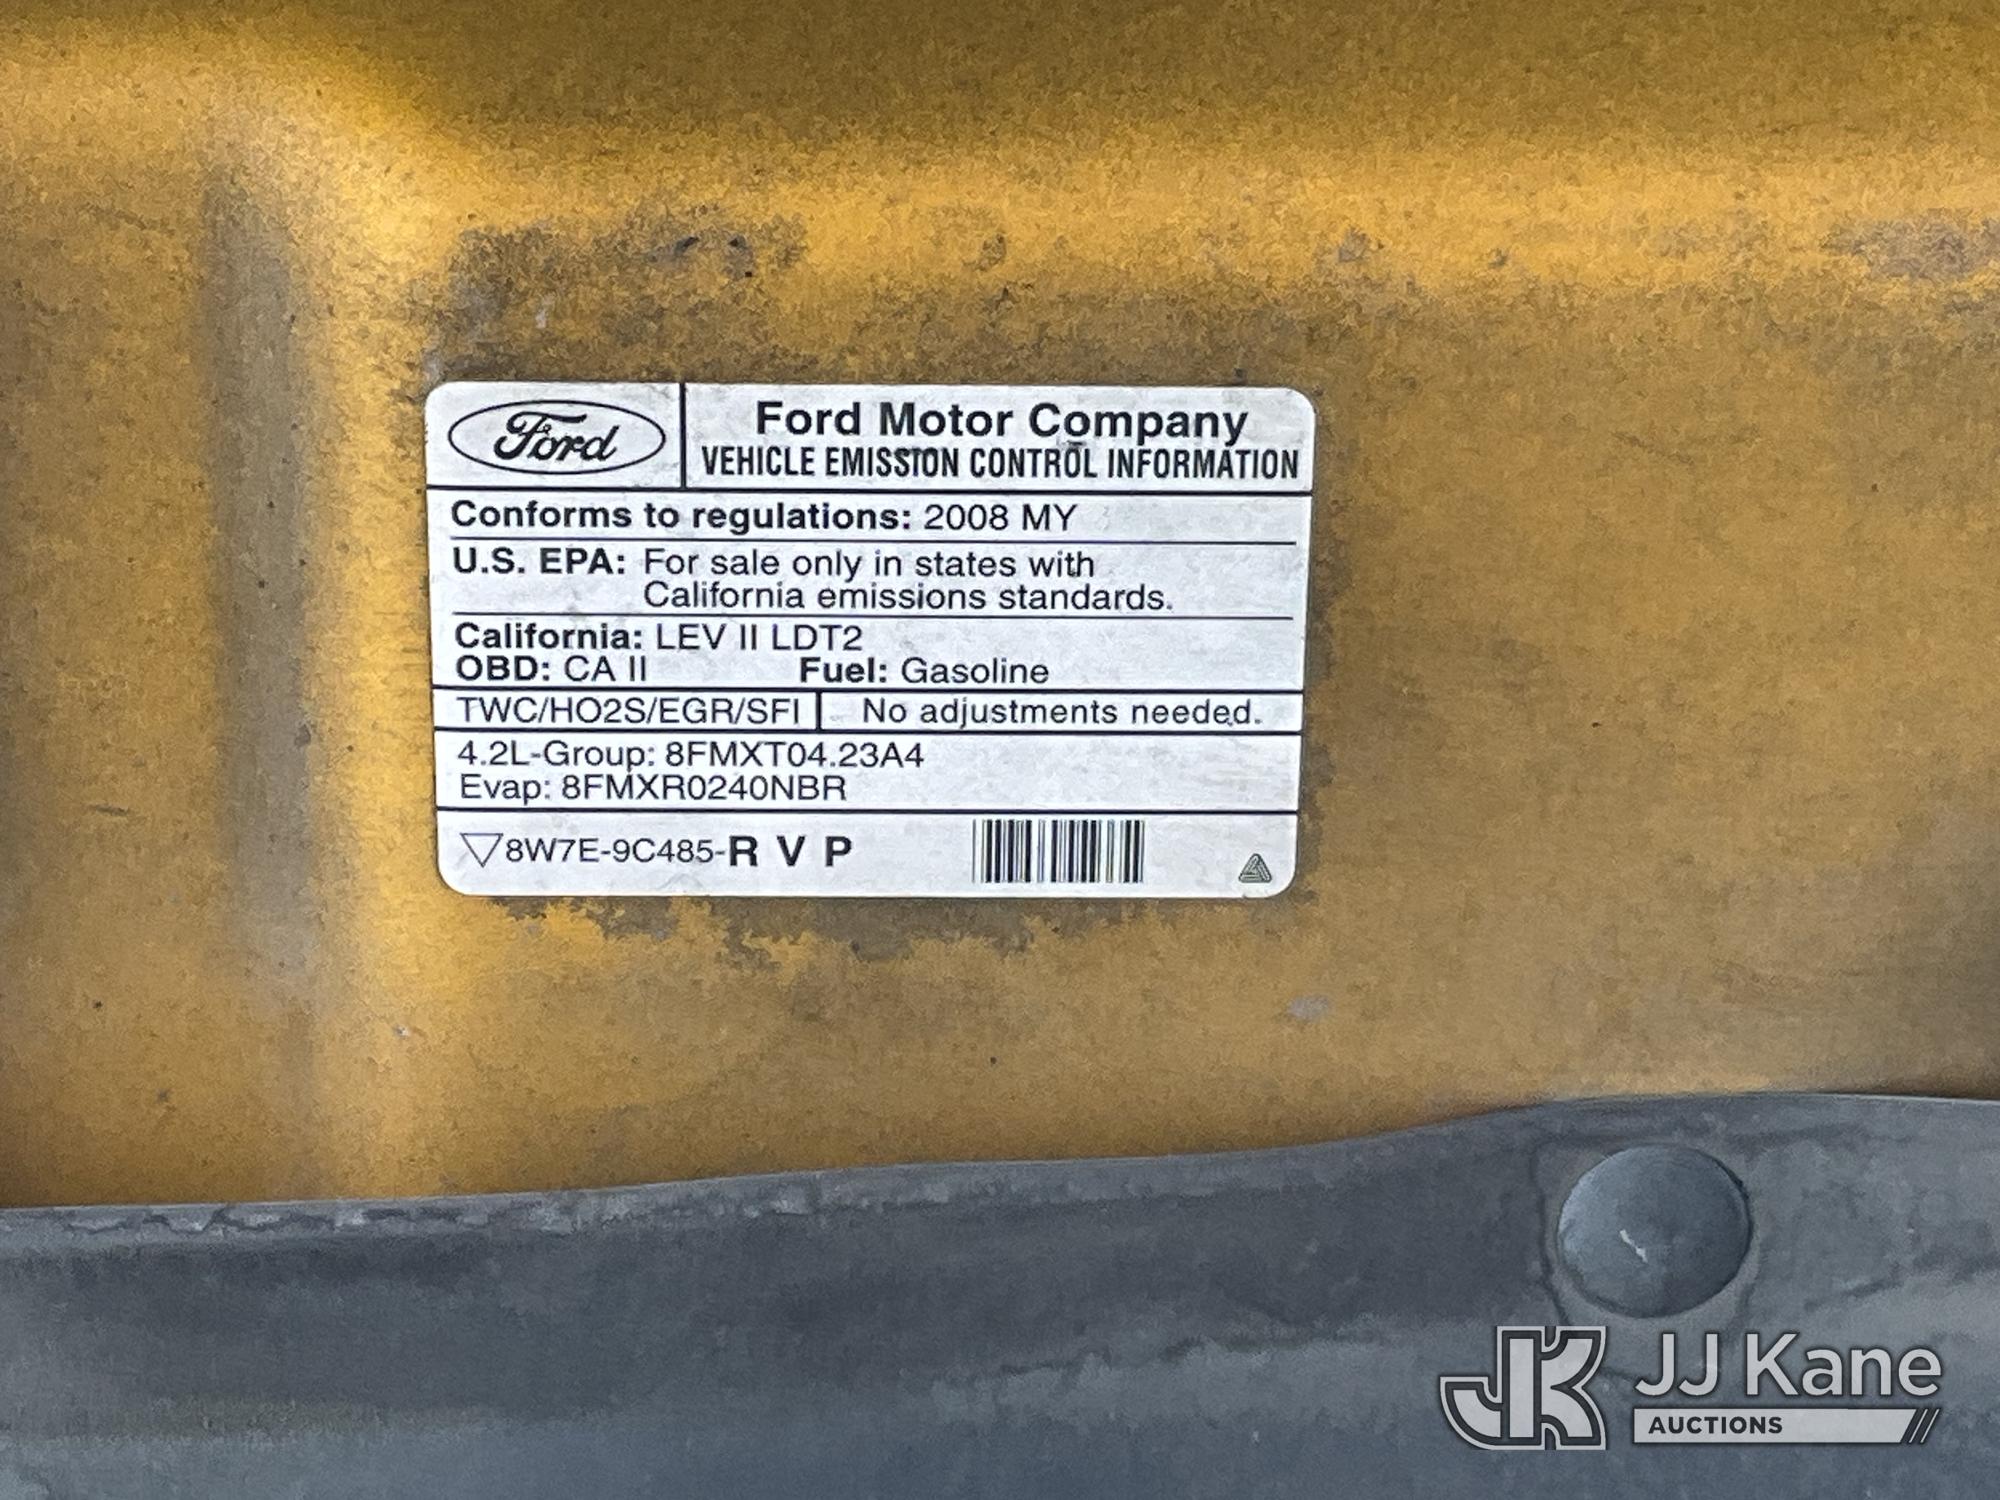 Ford
Ford Motor Company
VEHICLE EMISSION CONTROL INFORMATION
Conforms to regulations: 2008 MY
U.S. EPA: For sale only in states with
California emissions standards.
California: LEV II LDT2
OBD: CA II Fuel: Gasoline
TWC/HO2S/EGR/SFI No adjustments needed.
4.2L-Group: 8FMXT04.23A4
Evap: 8FMXR0240NBR
8W7E-9C485-R V P
JK JJ Kane
AUCTIONS